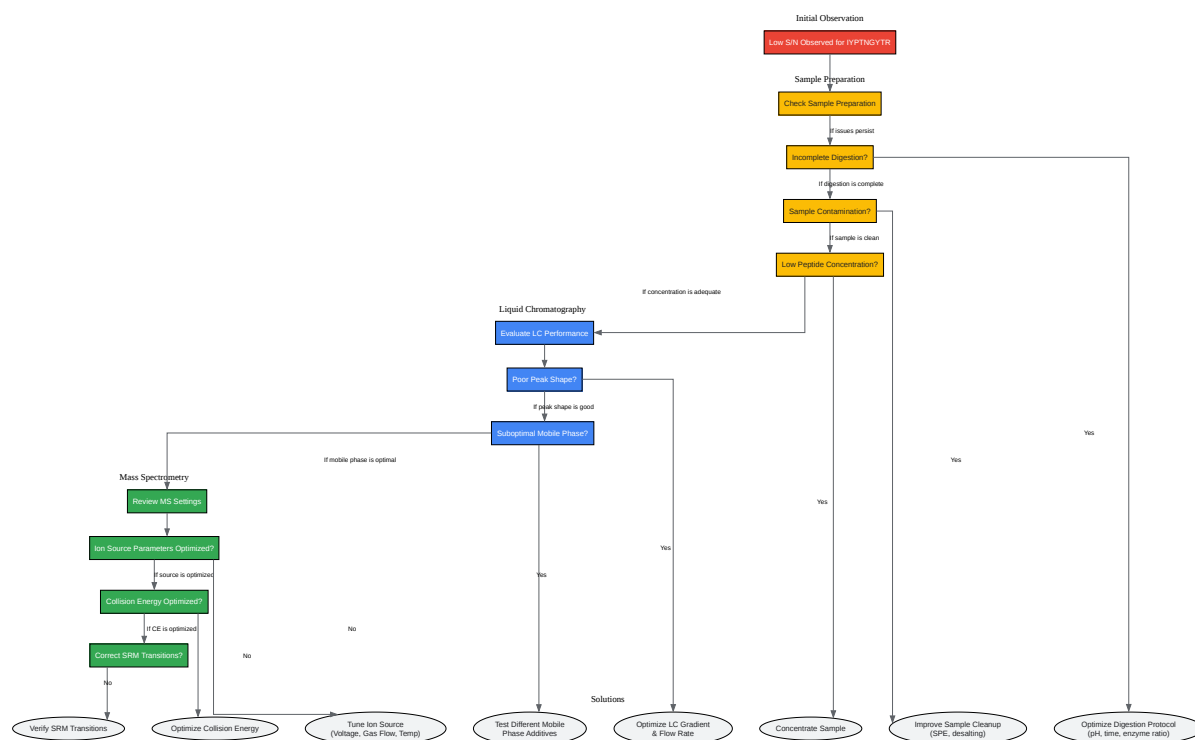 Initial Observation
Low S/N Observed for IYPTNGYTR
Sample Preparation
Check Sample Preparation
If issues persist
Incomplete Digestion?
If digestion is complete
Sample Contamination?
If sample is clean
Low Peptide Concentration?
If concentration is adequate
Liquid Chromatography
Evaluate LC Performance
Poor Peak Shape?
If peak shape is good
Suboptimal Mobile Phase?
Yes
If mobile phase is optimal
Yes
Mass Spectrometry
Review MS Settings
Yes
Ion Source Parameters Optimized?
Yes
If source is optimized
Yes
Collision Energy Optimized?
If CE is optimized
No
Correct SRM Transitions?
No
No
Solutions
Verify SRM Transitions
Optimize Collision Energy
Tune Ion Source
(Voltage, Gas Flow, Temp)
Test Different Mobile
Phase Additives
Optimize LC Gradient
& Flow Rate
Concentrate Sample
Improve Sample Cleanup
(SPE, desalting)
Optimize Digestion Protocol
(pH, time, enzyme ratio)